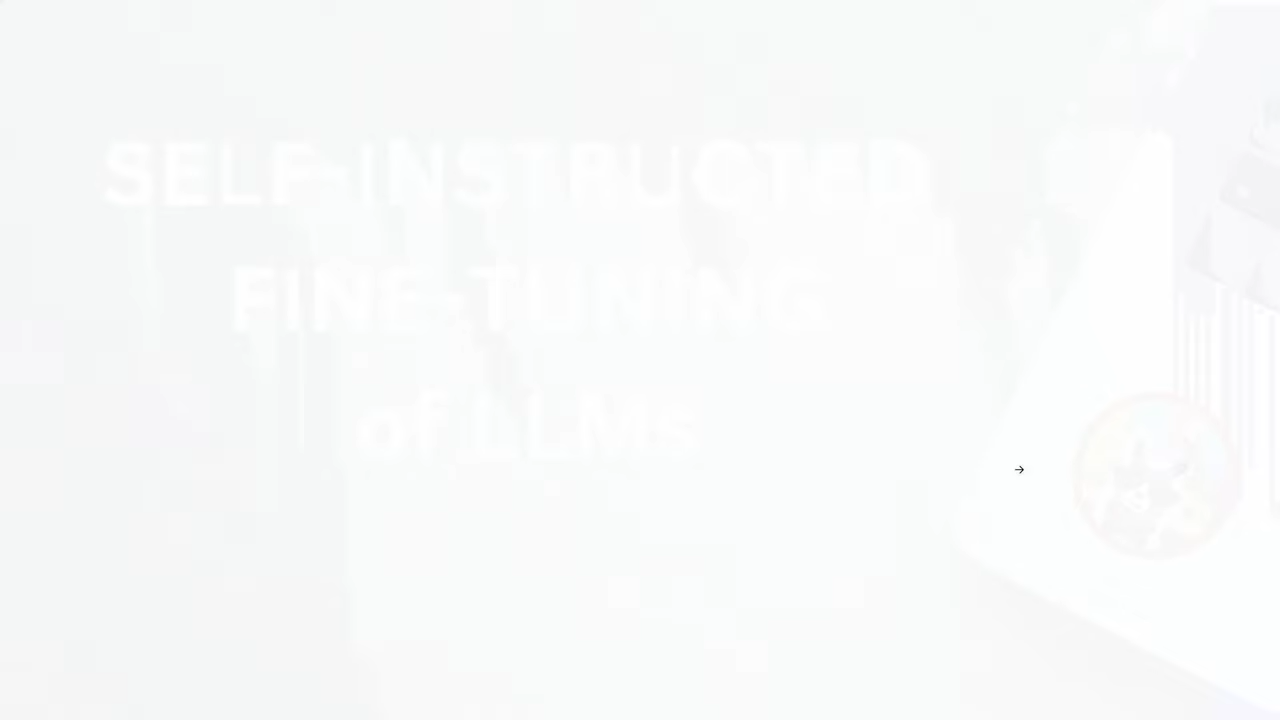 SELF-INSTRUCTED
FINE-TUNING
of LLMs
→